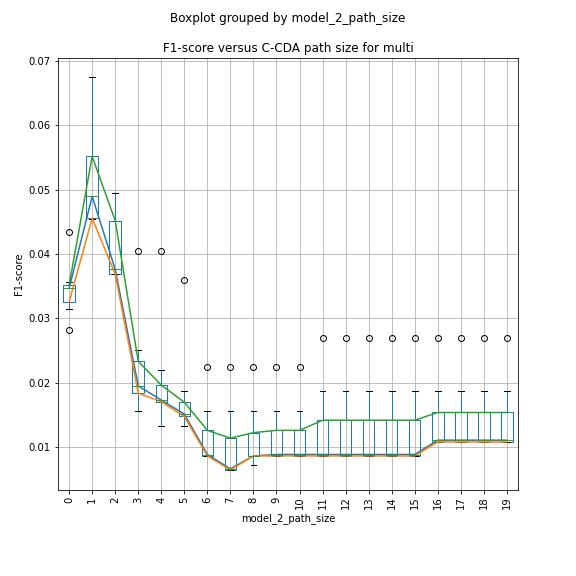 Boxplot grouped by model_2_path_size
F1-score versus C-CDA path size for multi
0.07
0.06
0.05
0.04
0.03
0.02
0.01
F1-score
0 1 2 3 4 5 6 7 8 9 10 11 12 13 14 15 16 17 18 19
model_2_path_size